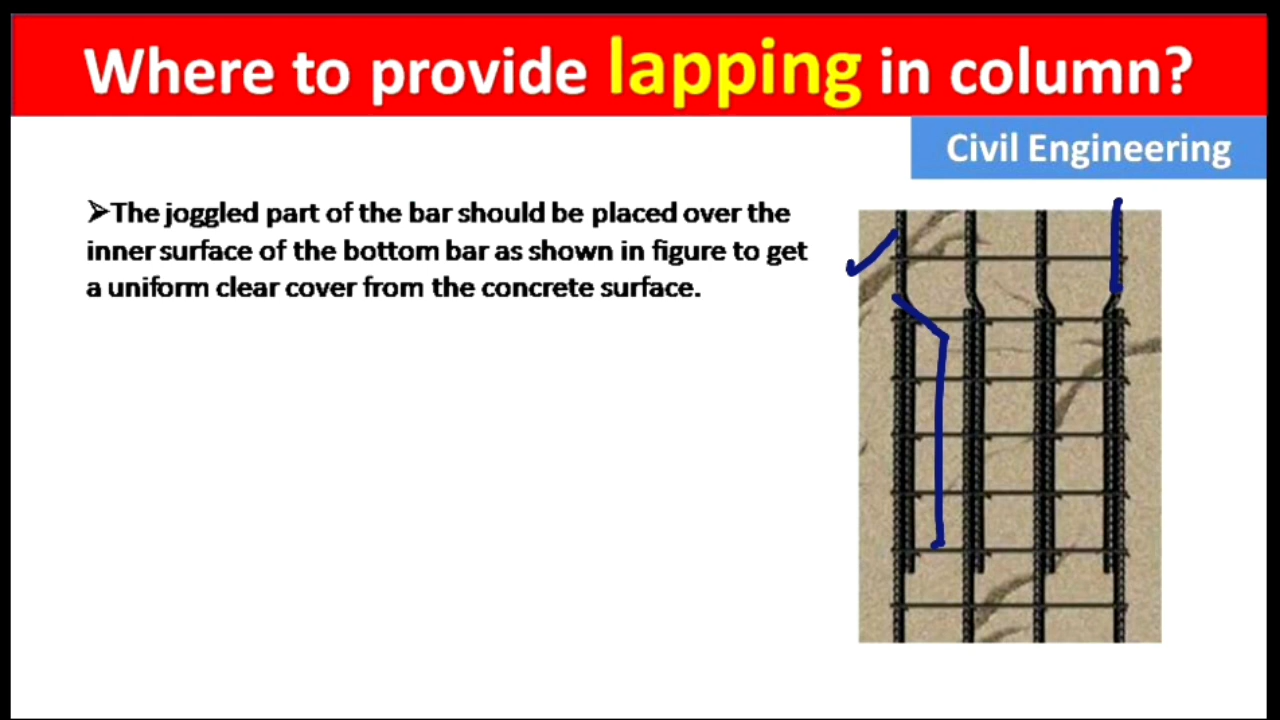 Where to provide lapping in column?
Civil Engineering
➢The joggled part of the bar should be placed over the
inner surface of the bottom bar as shown in figure to get
a uniform clear cover from the concrete surface.